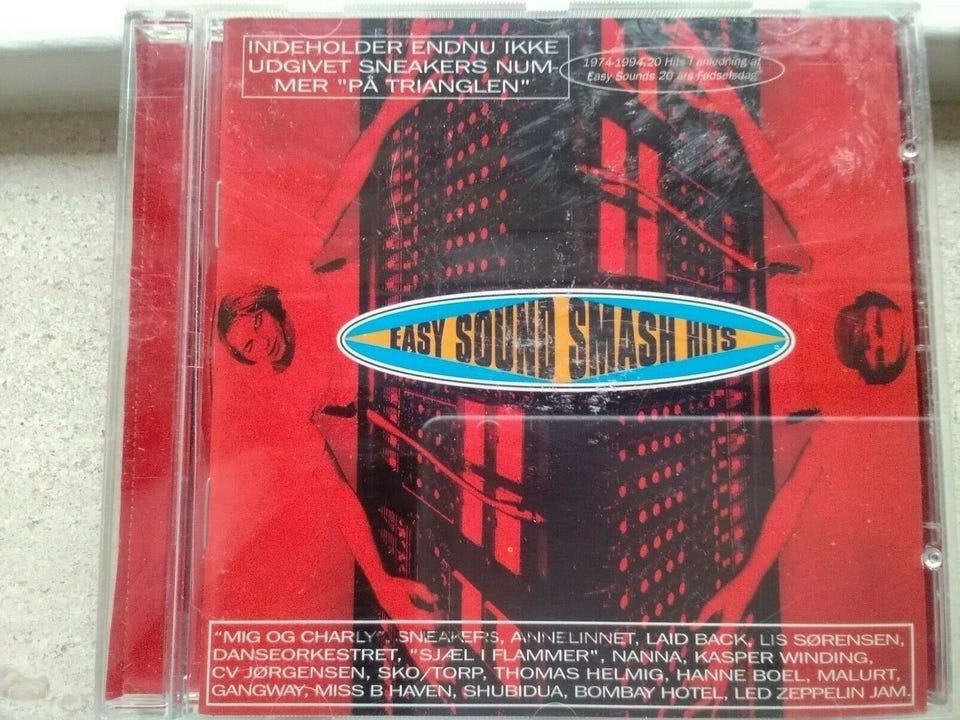 INDEHOLDER ENDNU IKKE
UDGIVET SNEAKERS NUM-
MER "PÅ TRIANGLEN"
1974-1994.20 Hits i anledning af
Easy Sounds 20 års Fødselsdag
EASY SOUND SMASH HITS
"MIG OG CHARLY", SNEAKERS, ANNE LINNET, LAID BACK, LIS SØRENSEN,
DANSEORKESTRET, "SJÆL I FLAMMER", NANNA, KASPER WINDING,
CV JØRGENSEN, SKO/TORP, THOMAS HELMIG, HANNE BOEL, MALURT,
GANGWAY, MISS B HAVEN, SHUBIDUA, BOMBAY HOTEL, LED ZEPPELIN JAM.